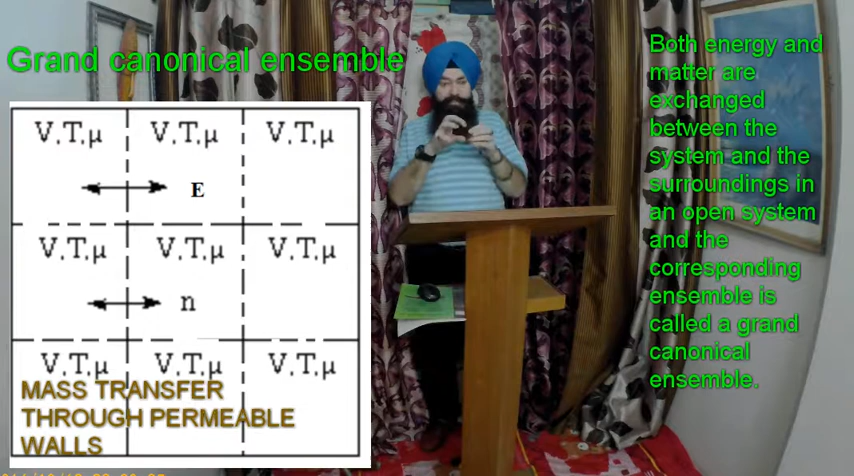 Grand canonical ensemble
V.T.μ V.T.μ V.T.μ
E
V.T.μ V.T.μ V.T.μ
n
V.T.μ V.T.μ V.T.μ
MASS TRANSFER
THROUGH PERMEABLE
WALLS
Both energy and
matter are
exchanged
between the
system and the
surroundings in
an open system
and the
corresponding
ensemble is
called a grand
canonical
ensemble.